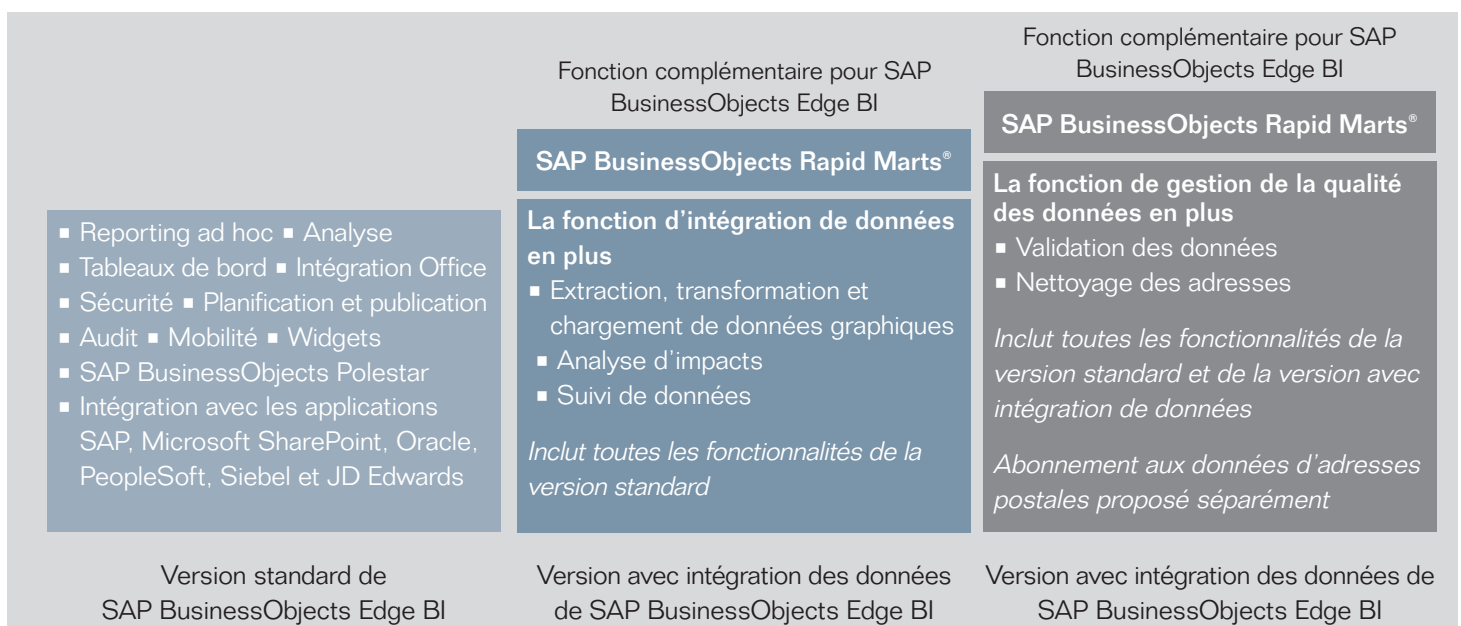 ■ Reporting ad hoc ■ Analyse
■ Tableaux de bord ■ Intégration Office
■ Sécurité ■ Planification et publication
■ Audit ■ Mobilité ■ Widgets
■ SAP BusinessObjects Polestar
■ Intégration avec les applications
SAP, Microsoft SharePoint, Oracle,
PeopleSoft, Siebel et JD Edwards
Version standard de
SAP BusinessObjects Edge BI
Fonction complémentaire pour SAP
BusinessObjects Edge BI
SAP BusinessObjects Rapid Marts®
La fonction d'intégration de données
en plus
■ Extraction, transformation et
chargement de données graphiques
■ Analyse d'impacts
■ Suivi de données
Inclut toutes les fonctionnalités de la
version standard
Version avec intégration des données
de SAP BusinessObjects Edge BI
Fonction complémentaire pour SAP
BusinessObjects Edge BI
SAP BusinessObjects Rapid Marts®
La fonction de gestion de la qualité
des données en plus
■ Validation des données
■ Nettoyage des adresses
Inclut toutes les fonctionnalités de la
version standard et de la version avec
intégration de données
Abonnement aux données d'adresses
postales proposé séparément
Version avec intégration des données de
SAP BusinessObjects Edge BI